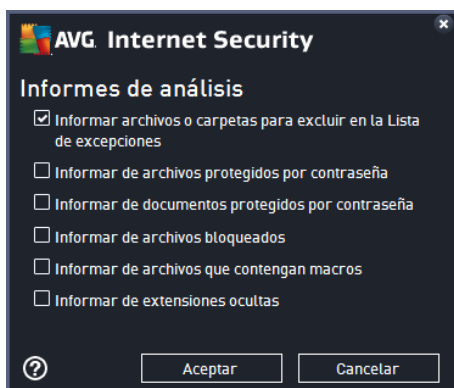 AVG. Internet Security
Informes de análisis
Informar archivos o carpetas para excluir en la Lista
de excepciones
Informar de archivos protegidos por contraseña
Informar de documentos protegidos por contraseña
Informar de archivos bloqueados
Informar de archivos que contengan macros
Informar de extensiones ocultas
? Aceptar Cancelar